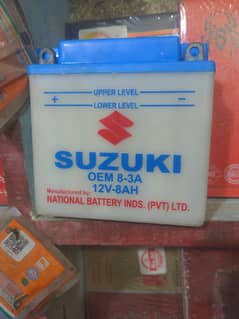 UPPER LEVEL
+ −
LOWER LEVEL
SUZUKI
OEM 8-3A
12V-8AH
Manufactured by:
NATIONAL BATTERY INDS. (PVT) LTD.